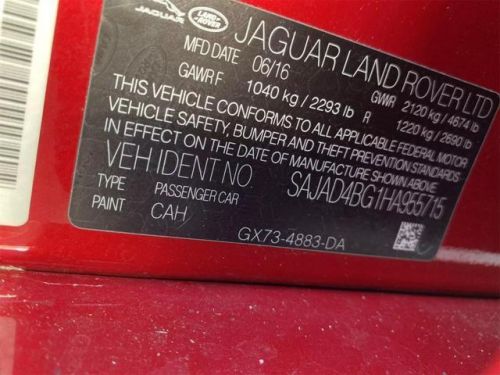 JAGUAR
LAND ROVER
JAGUAR LAND ROVER LTD
MFD DATE 06/16
GVWR 2120 kg / 4674 lb
GAWR F 1040 kg / 2293 lb R 1220 kg / 2690 lb
THIS VEHICLE CONFORMS TO ALL APPLICABLE FEDERAL MOTOR
VEHICLE SAFETY, BUMPER AND THEFT PREVENTION STANDARDS
IN EFFECT ON THE DATE OF MANUFACTURE SHOWN ABOVE
VEH IDENT NO. SAJAD4BG1HA955715
TYPE PASSENGER CAR
PAINT CAH
GX73-4883-DA